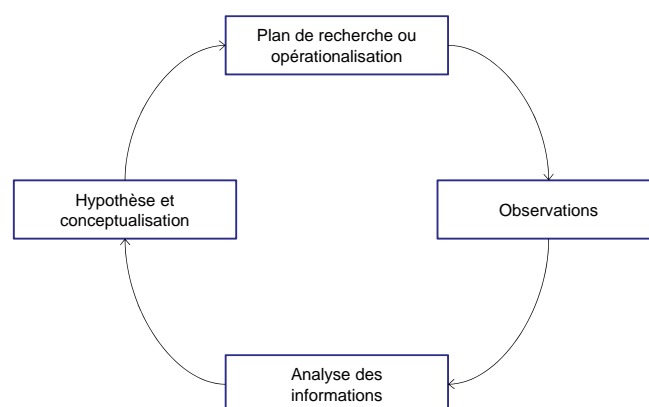 Plan de recherche ou
opérationalisation
Hypothèse et
conceptualisation
Observations
Analyse des
informations